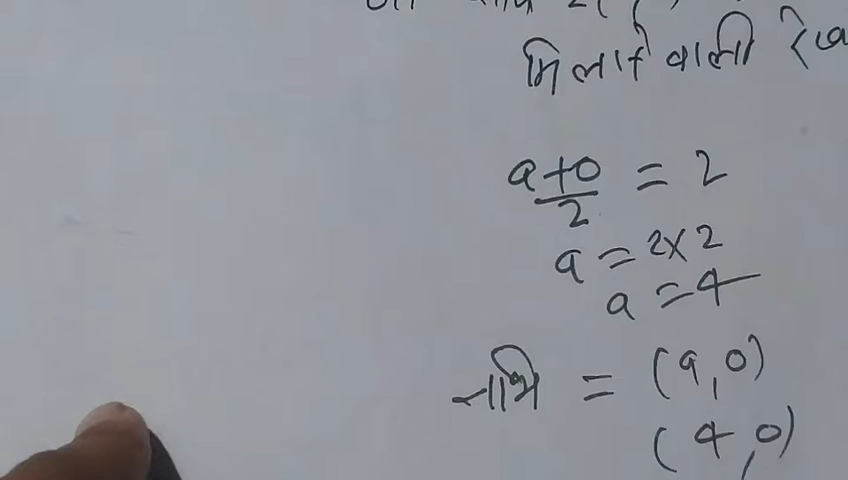 मिलाने वाली
a+0/2 = 2
a = 2×2
a = 4
नाभि = (a,0)
(4,0)